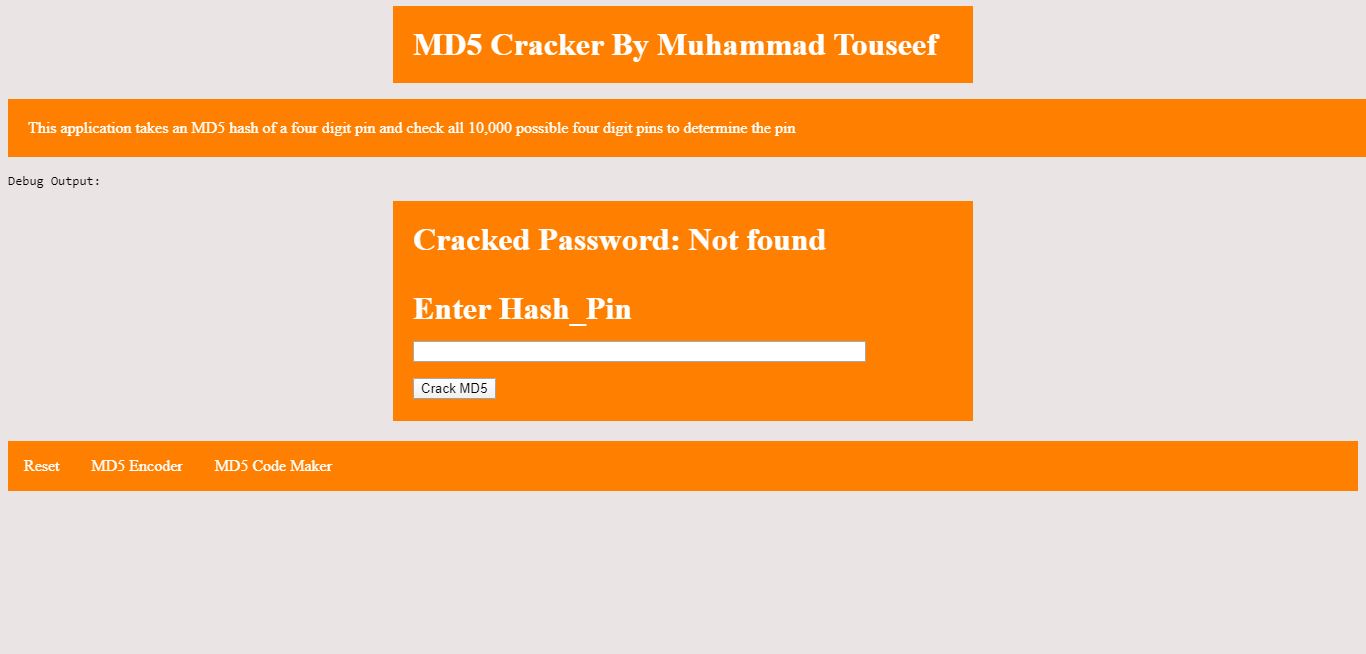 MD5 Cracker By Muhammad Touseef
This application takes an MD5 hash of a four digit pin and check all 10,000 possible four digit pins to determine the pin
Debug Output:
Cracked Password: Not found
Enter Hash_Pin
Crack MD5
Reset MD5 Encoder MD5 Code Maker